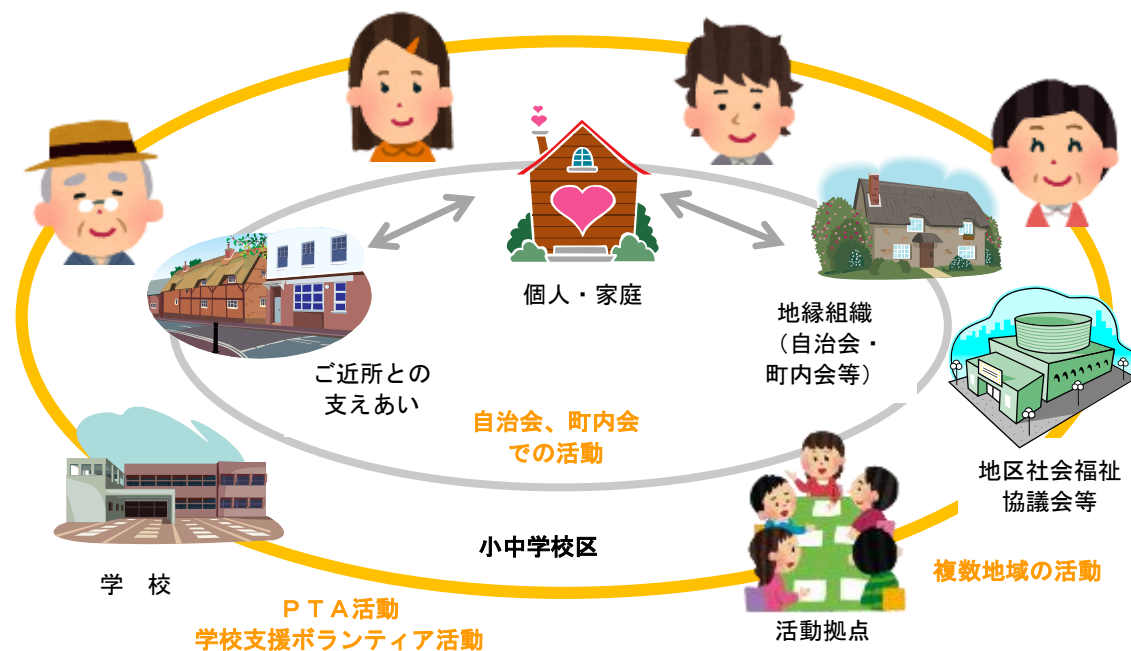 個人・家庭
地縁組織
（自治会・
町内会等）
ご近所との
支えあい
自治会、町内会
での活動
地区社会福祉
協議会等
小中学校区
学　校
複数地域の活動
ＰＴＡ活動
学校支援ボランティア活動
活動拠点